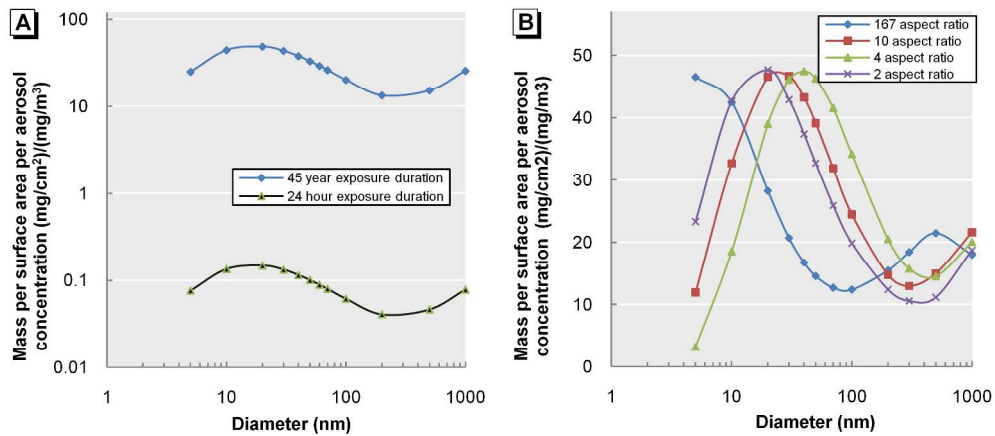 A
Mass per surface area per aerosol
concentration (mg/cm²)/(mg/m³)
100
10
1
0.1
0.01
45 year exposure duration
24 hour exposure duration
1
10
100
1000
Diameter (nm)
B
Mass per surface area per aerosol
concentration (mg/cm2)/(mg/m3)
50
40
30
20
10
0
167 aspect ratio
10 aspect ratio
4 aspect ratio
2 aspect ratio
1
10
100
1000
Diameter (nm)